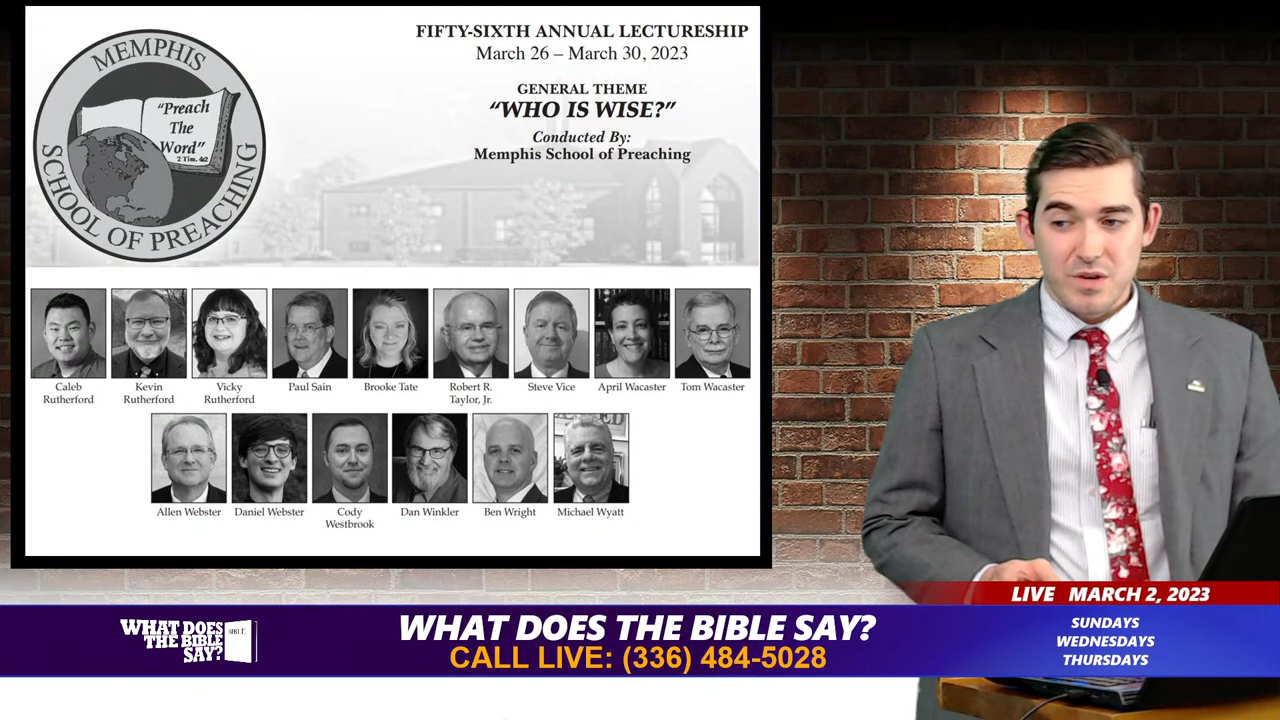 MEMPHIS
SCHOOL OF PREACHING
"Preach
The
Word"
2 Tim. 4:2
FIFTY-SIXTH ANNUAL LECTURESHIP
March 26 – March 30, 2023
GENERAL THEME
"WHO IS WISE?"
Conducted By:
Memphis School of Preaching
Caleb
Rutherford
Kevin
Rutherford
Vicky
Rutherford
Paul Sain
Brooke Tate
Robert R.
Taylor, Jr.
Steve Vice
April Wacaster
Tom Wacaster
Allen Webster
Daniel Webster
Cody
Westbrook
Dan Winkler
Ben Wright
Michael Wyatt
LIVE MARCH 2, 2023
WHAT DOES
THE BIBLE
SAY?
BIBLE
WHAT DOES THE BIBLE SAY?
CALL LIVE: (336) 484-5028
SUNDAYS
WEDNESDAYS
THURSDAYS